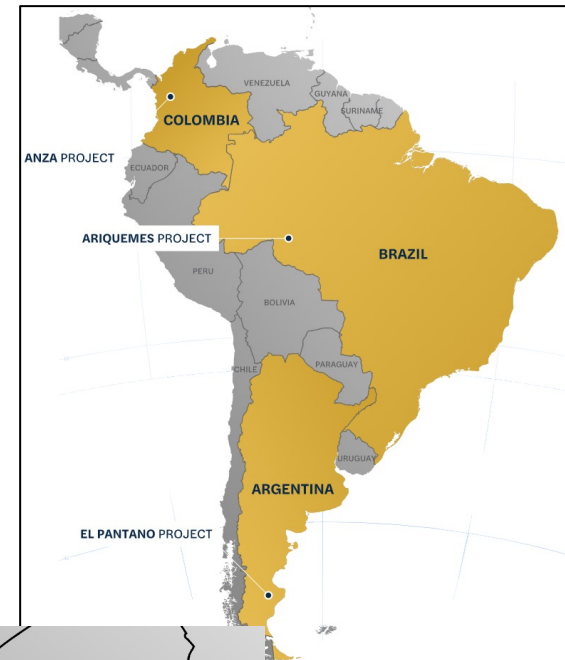 VENEZUELA
GUYANA
SURINAME
COLOMBIA
ANZA PROJECT
ECUADOR
ARIQUEMES PROJECT
BRAZIL
PERU
BOLIVIA
PARAGUAY
CHILE
URUGUAY
ARGENTINA
EL PANTANO PROJECT